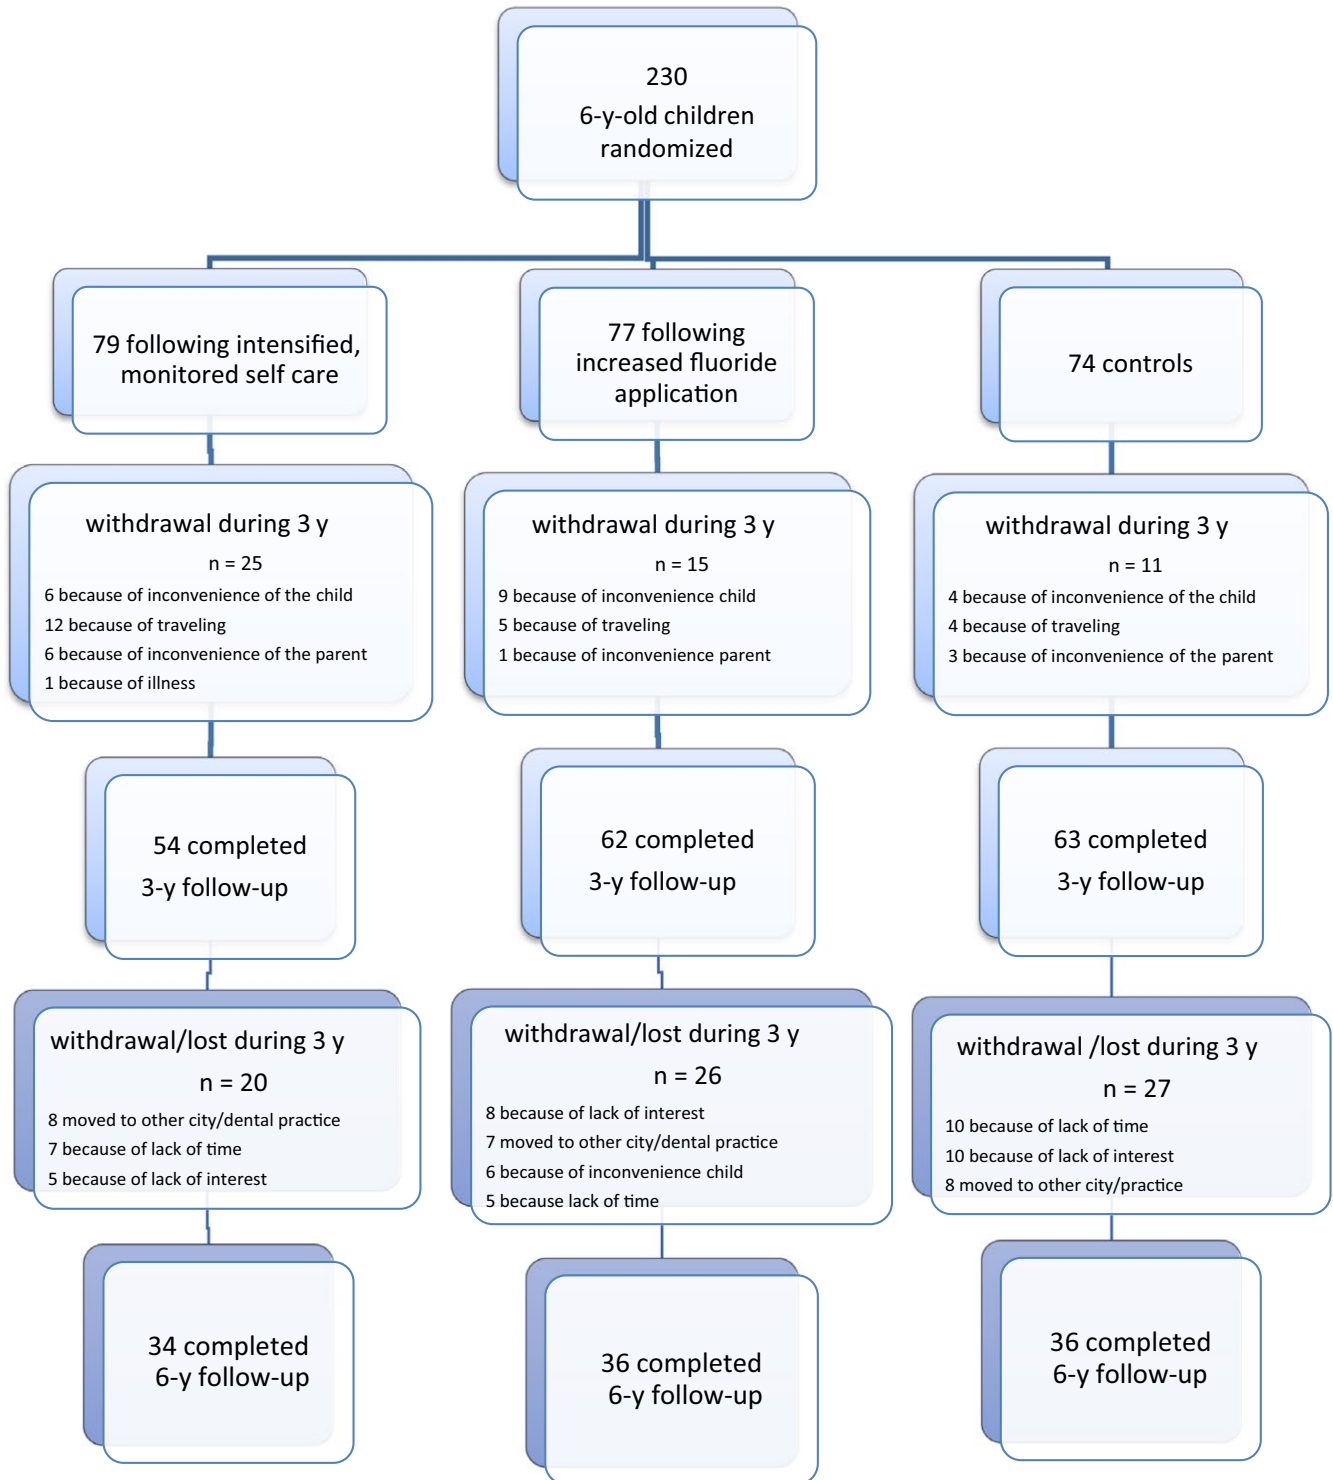 230
6-y-old children
randomized
79 following intensified,
monitored self care
77 following
increased fluoride
application
74 controls
withdrawal during 3 y
n = 25
6 because of inconvenience of the child
12 because of traveling
6 because of inconvenience of the parent
1 because of illness
withdrawal during 3 y
n = 15
9 because of inconvenience child
5 because of traveling
1 because of inconvenience parent
withdrawal during 3 y
n = 11
4 because of inconvenience of the child
4 because of traveling
3 because of inconvenience of the parent
54 completed
3-y follow-up
62 completed
3-y follow-up
63 completed
3-y follow-up
withdrawal/lost during 3 y
n = 20
8 moved to other city/dental practice
7 because of lack of time
5 because of lack of interest
withdrawal/lost during 3 y
n = 26
8 because of lack of interest
7 moved to other city/dental practice
6 because of inconvenience child
5 because lack of time
withdrawal /lost during 3 y
n = 27
10 because of lack of time
10 because of lack of interest
8 moved to other city/practice
34 completed
6-y follow-up
36 completed
6-y follow-up
36 completed
6-y follow-up